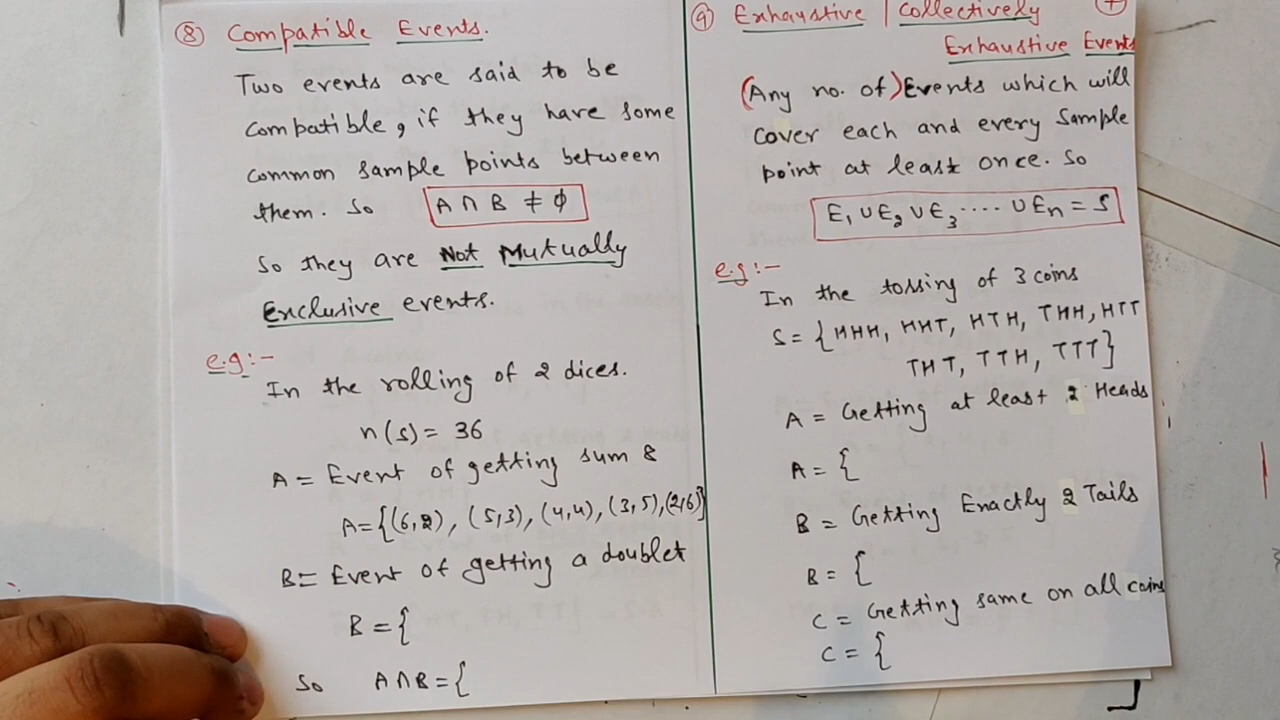 ⑧ Compatible Events.
Two events are said to be
compatible, if they have some
common sample points between
them. So A ∩ B ≠ ϕ
So they are Not Mutually
Exclusive events.
e.g:-
In the rolling of 2 dices.
n(s) = 36
A = Event of getting sum 8
A={(6,2), (5,3), (4,4), (3,5),(2,6)}
B= Event of getting a doublet
B={
So A∩B={
⑨ Exhaustive | Collectively
Exhaustive Events
(Any no. of) Events which will
cover each and every sample
point at least once. So
E₁ ∪ E₂ ∪ E₃ ..... ∪ Eₙ = S
e.g:-
In the tossing of 3 coins
S= {HHH, HHT, HTH, THH, HTT
THT, TTH, TTT}
A = Getting at least 2 Heads
A={
B = Getting Exactly 2 Tails
B={
C = Getting same on all coins
C={